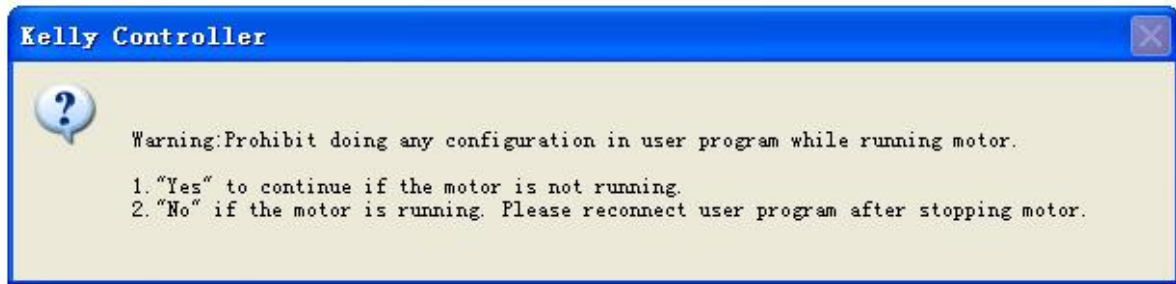 Kelly Controller
Warning:Prohibit doing any configuration in user program while running motor.
1."Yes" to continue if the motor is not running.
2."No" if the motor is running. Please reconnect user program after stopping motor.